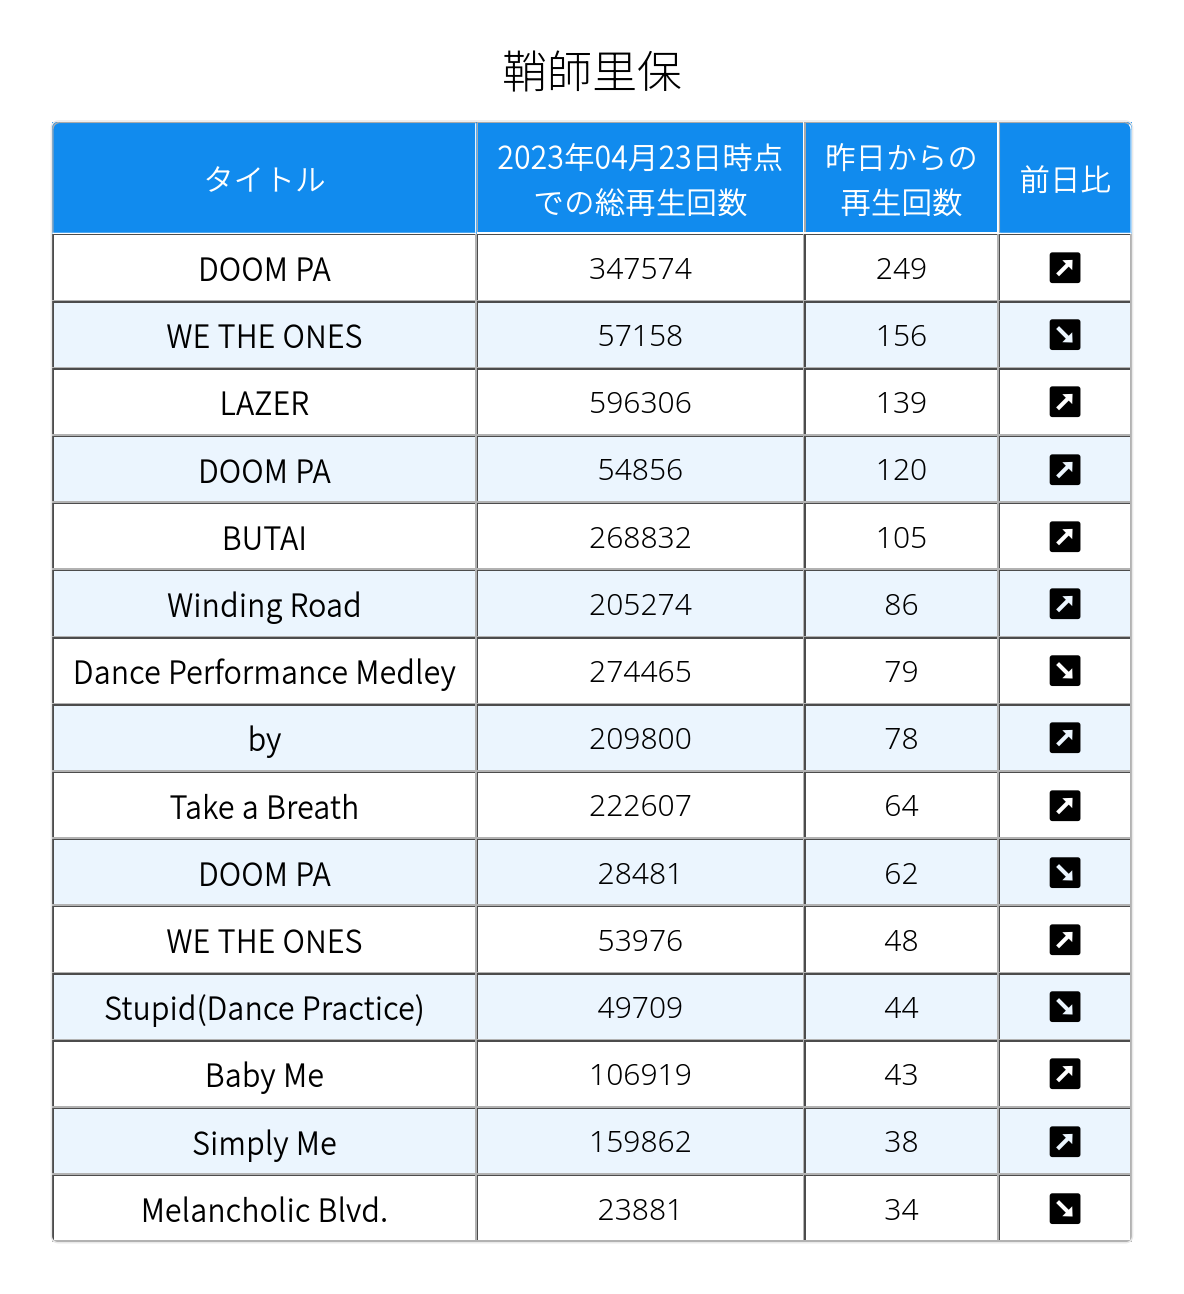 鞘師里保
タイトル
2023年04月23日時点
での総再生回数
昨日からの
再生回数
前日比
DOOM PA 347574 249
WE THE ONES 57158 156
LAZER 596306 139
DOOM PA 54856 120
BUTAI 268832 105
Winding Road 205274 86
Dance Performance Medley 274465 79
by 209800 78
Take a Breath 222607 64
DOOM PA 28481 62
WE THE ONES 53976 48
Stupid(Dance Practice) 49709 44
Baby Me 106919 43
Simply Me 159862 38
Melancholic Blvd. 23881 34